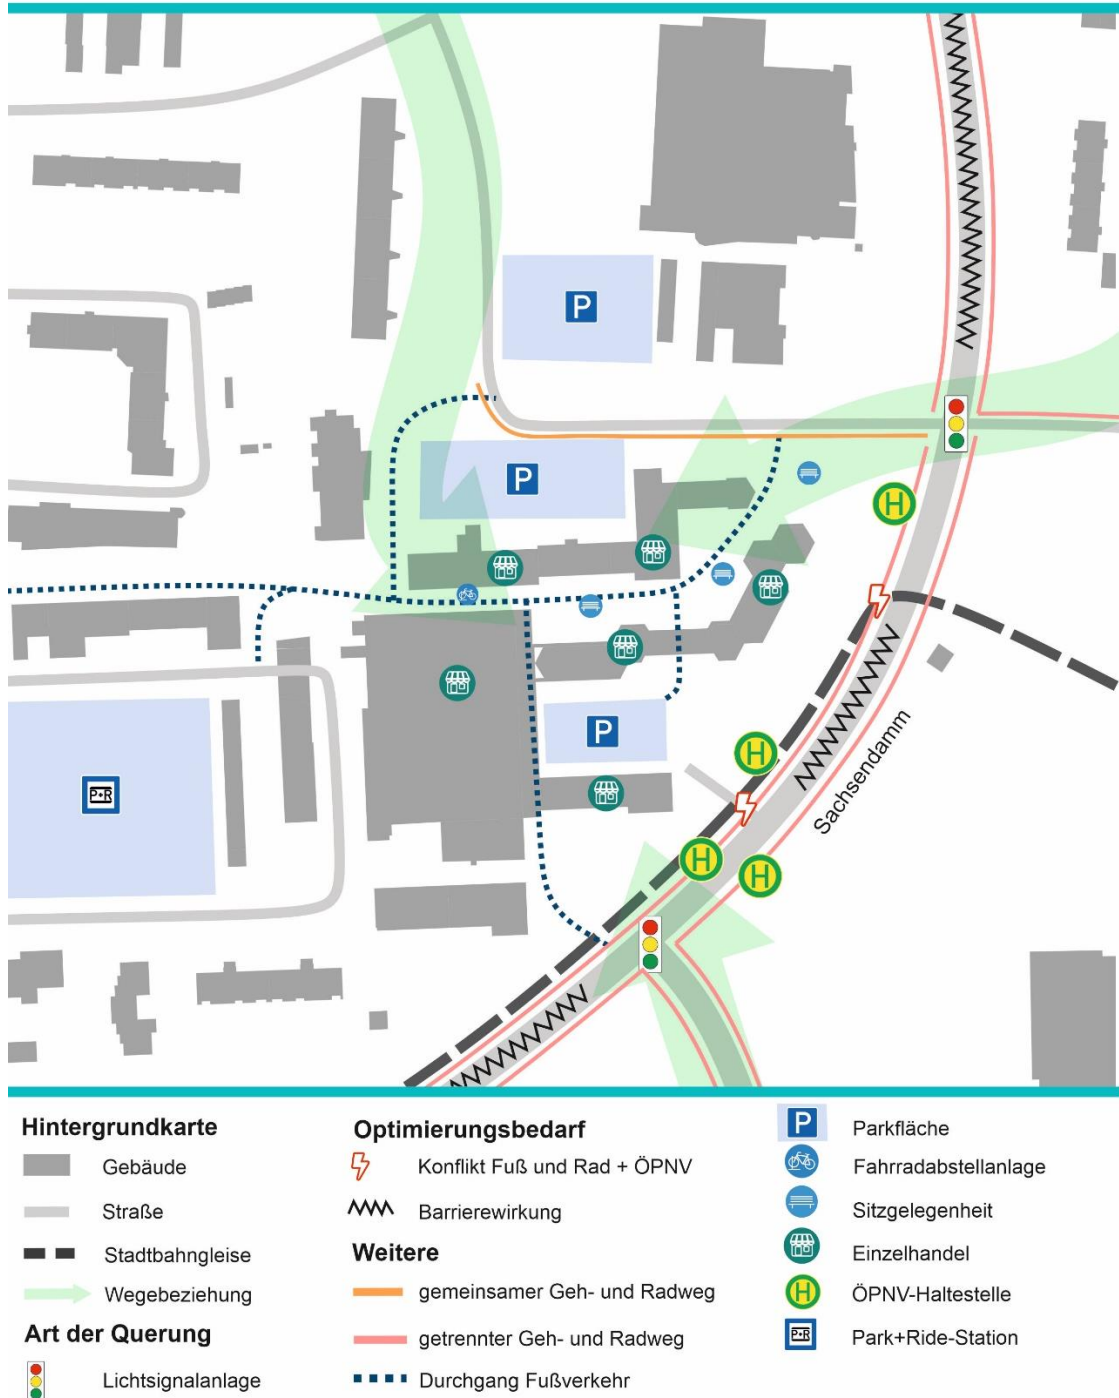 P
P
H
P
H
P+R
Sachsendamm
H
H
Hintergrundkarte
Gebäude
Straße
Stadtbahngleise
Wegebeziehung
Art der Querung
Lichtsignalanlage
Optimierungsbedarf
Konflikt Fuß und Rad + ÖPNV
Barrierewirkung
Weitere
gemeinsamer Geh- und Radweg
getrennter Geh- und Radweg
Durchgang Fußverkehr
P Parkfläche
Fahrradabstellanlage
Sitzgelegenheit
Einzelhandel
H ÖPNV-Haltestelle
P+R Park+Ride-Station